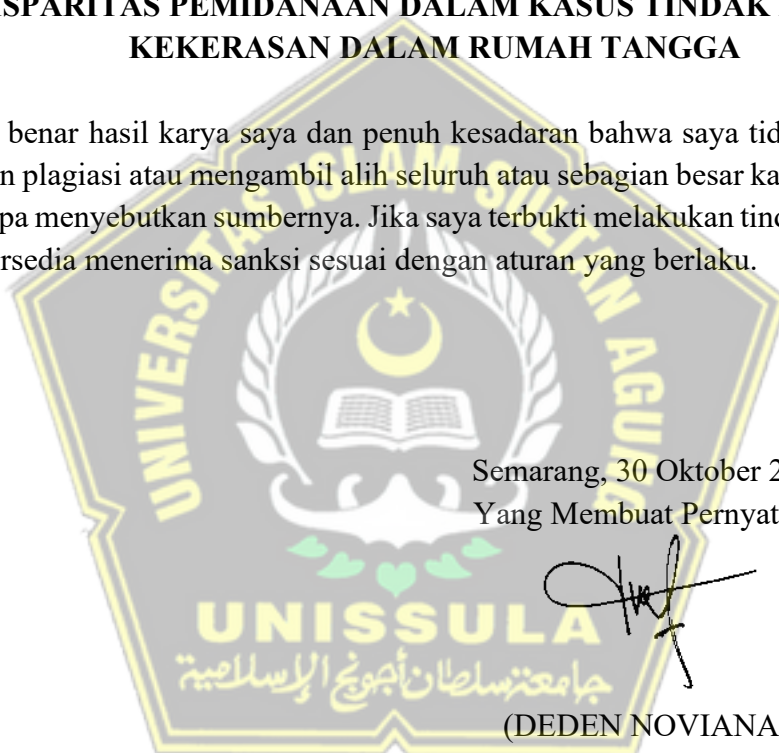 SPARITAS PEMIDANAAN DALAM KASUS TINDAK
KEKERASAN DALAM RUMAH TANGGA
benar hasil karya saya dan penuh kesadaran bahwa saya tid
n plagiasi atau mengambil alih seluruh atau sebagian besar ka
pa menyebutkan sumbernya. Jika saya terbukti melakukan tind
rsedia menerima sanksi sesuai dengan aturan yang berlaku.
UNIVERSITAS ISLAM SULTAN AGUNG
Semarang, 30 Oktober 2
Yang Membuat Pernyat
UNISSULA
جامعتنسلطان أجونج الإسلامية
(DEDEN NOVIANA